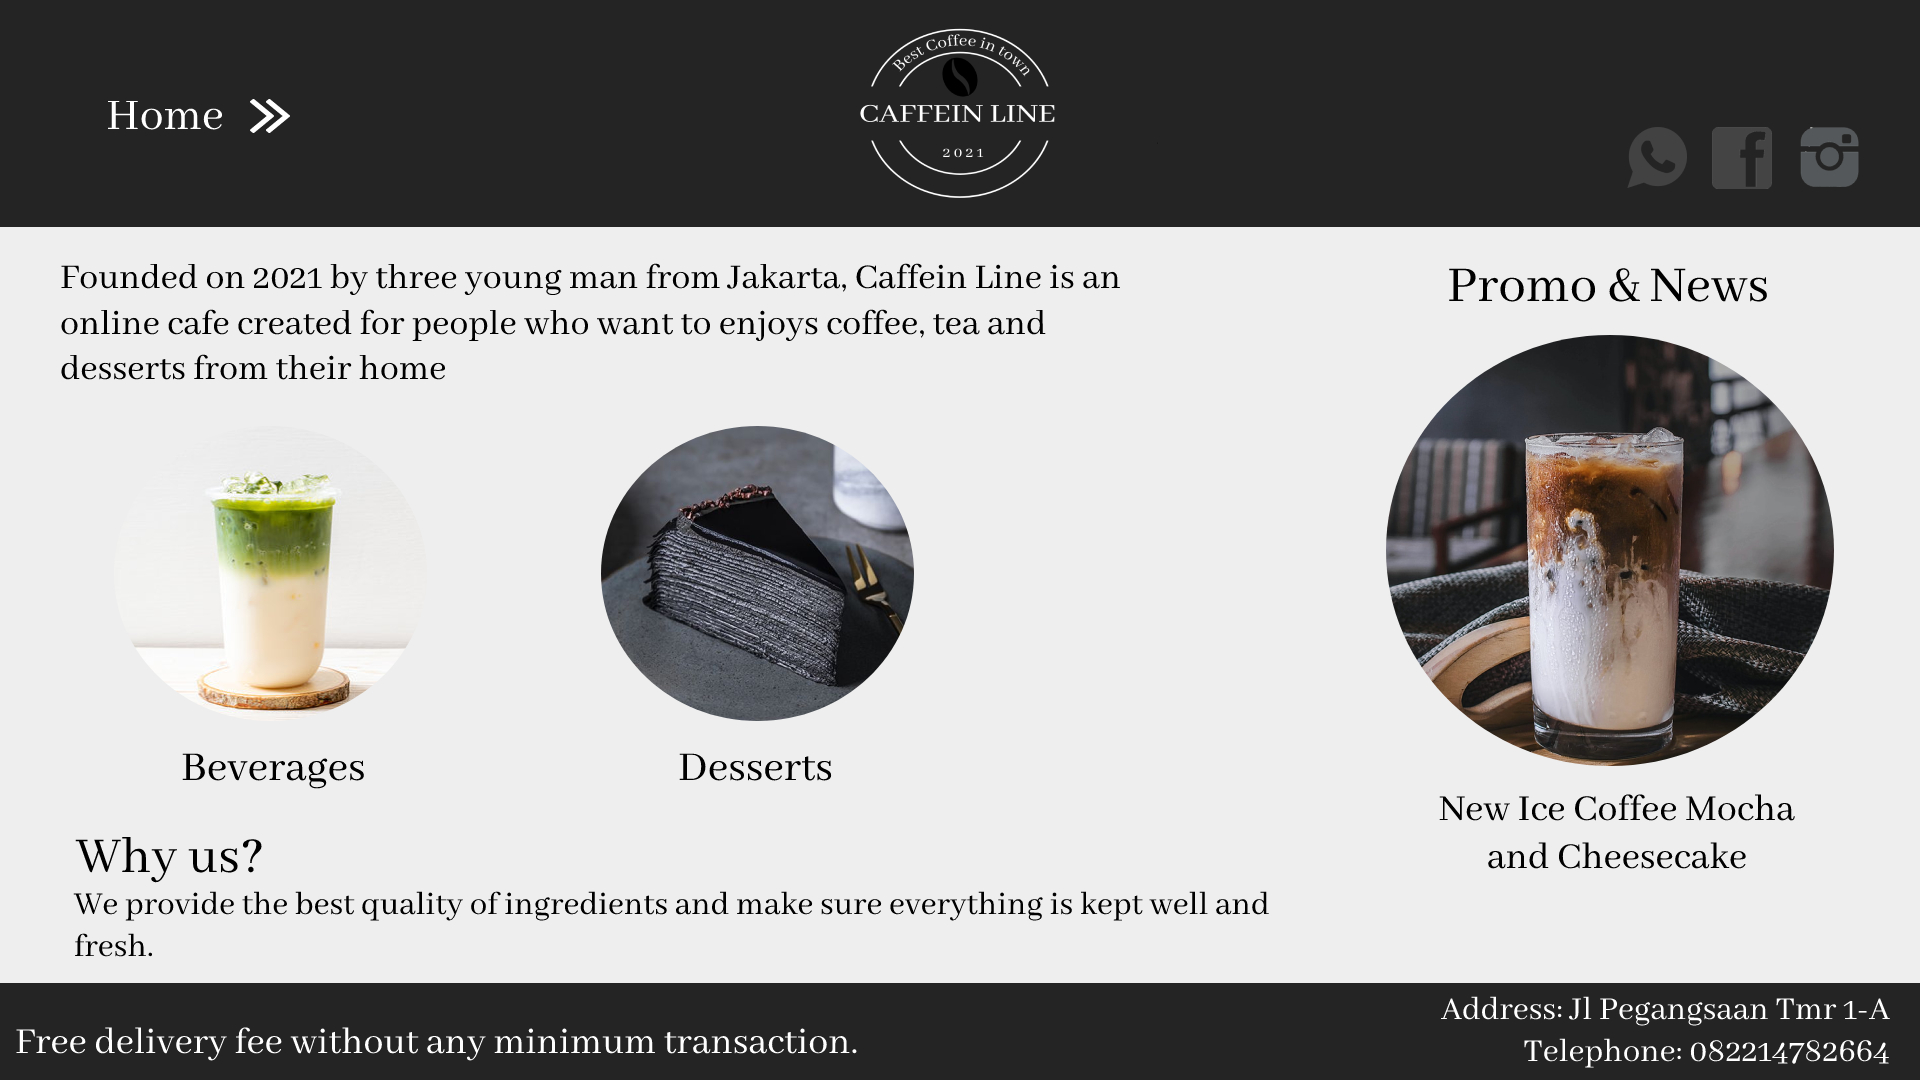 Home
Best Coffee in town
CAFFEIN LINE
2021
Founded on 2021 by three young man from Jakarta, Caffein Line is an
online cafe created for people who want to enjoys coffee, tea and
desserts from their home
Beverages
Desserts
Promo & News
New Ice Coffee Mocha
and Cheesecake
Why us?
We provide the best quality of ingredients and make sure everything is kept well and
fresh.
Free delivery fee without any minimum transaction.
Address: Jl Pegangsaan Tmr 1-A
Telephone: 082214782664